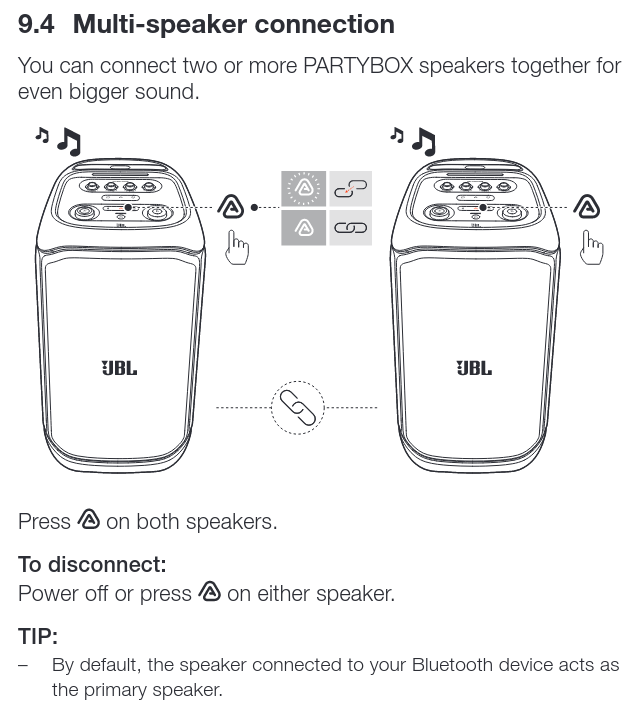 9.4 Multi-speaker connection
You can connect two or more PARTYBOX speakers together for
even bigger sound.
JBL JBL
Press on both speakers.
To disconnect:
Power off or press on either speaker.
TIP:
– By default, the speaker connected to your Bluetooth device acts as
the primary speaker.